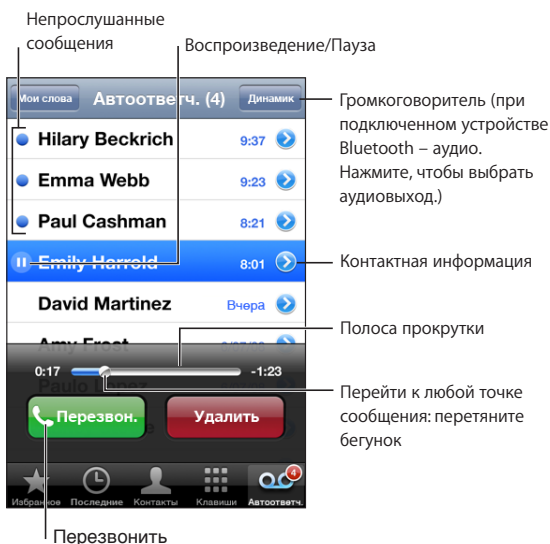 Непрослушанные
сообщения
Воспроизведение/Пауза
Мои слова
Автоответч. (4)
Динамик
Громкоговоритель (при
подключенном устройстве
Bluetooth – аудио.
Нажмите, чтобы выбрать
аудиовыход.)
Hilary Beckrich
9:37
Emma Webb
9:23
Paul Cashman
8:21
Emily Harrold
8:01
Контактная информация
David Martinez
Вчера
Полоса прокрутки
Amy Frost
0:17
-1:23
Paulo Lopez
Перейти к любой точке
сообщения: перетяните
бегунок
Перезвон.
Удалить
4
Избранное
Последние
Контакты
Клавиши
Автоответч.
Перезвонить